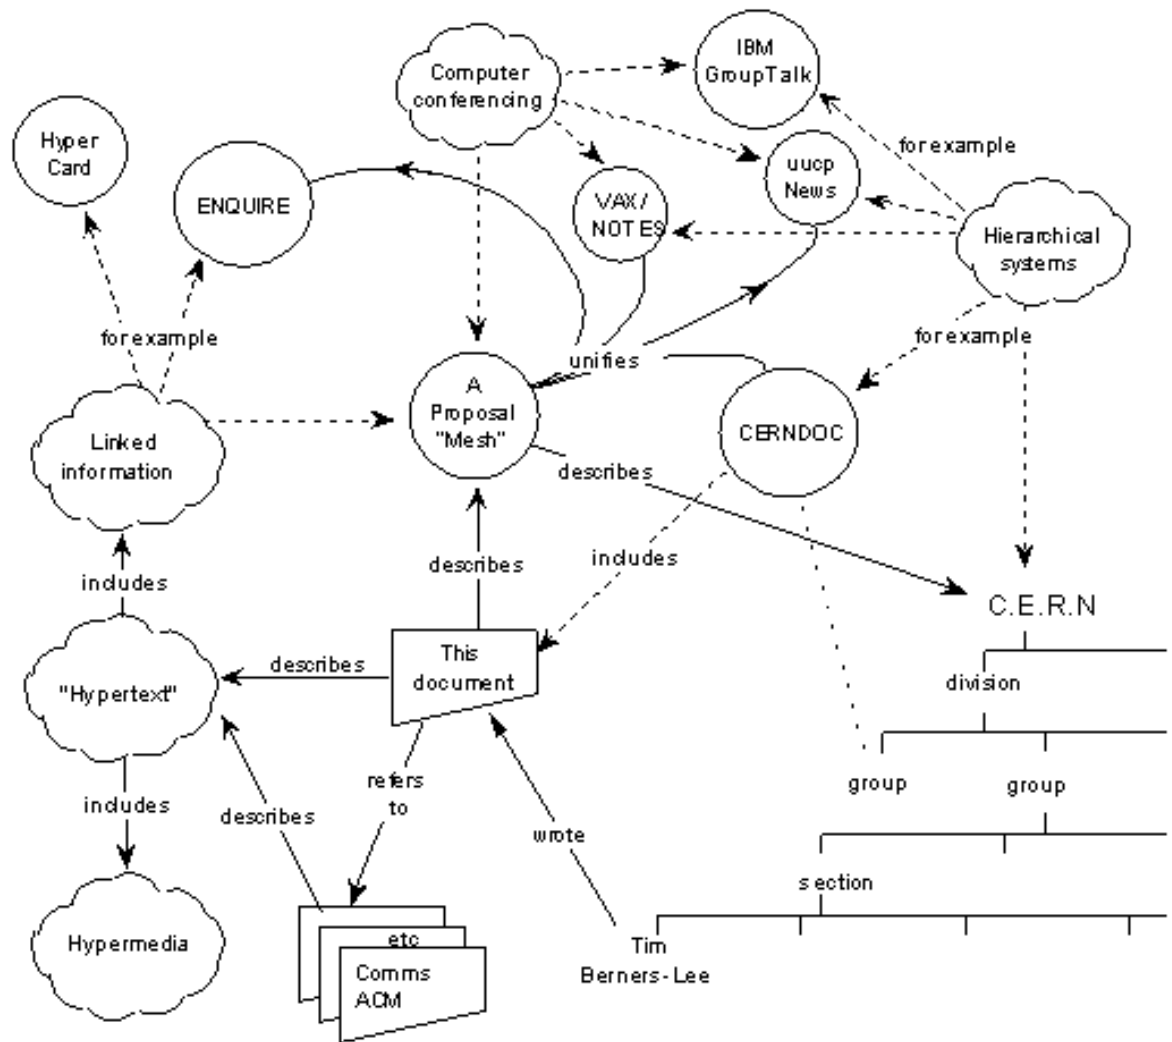 IBM
GroupTalk
Computer
conferencing
Hyper
Card
for example
uucp
News
ENQUIRE
VAX/
NOTES
Hierarchical
systems
for example
for example
unifies
A
Proposal
"Mesh"
CERNDOC
Linked
information
describes
includes
describes
includes
C.E.R.N
This
document
describes
division
"Hypertext"
refers
to
group
group
includes
describes
wrote
section
Hypermedia
etc
Comms
ACM
Tim
Berners-Lee